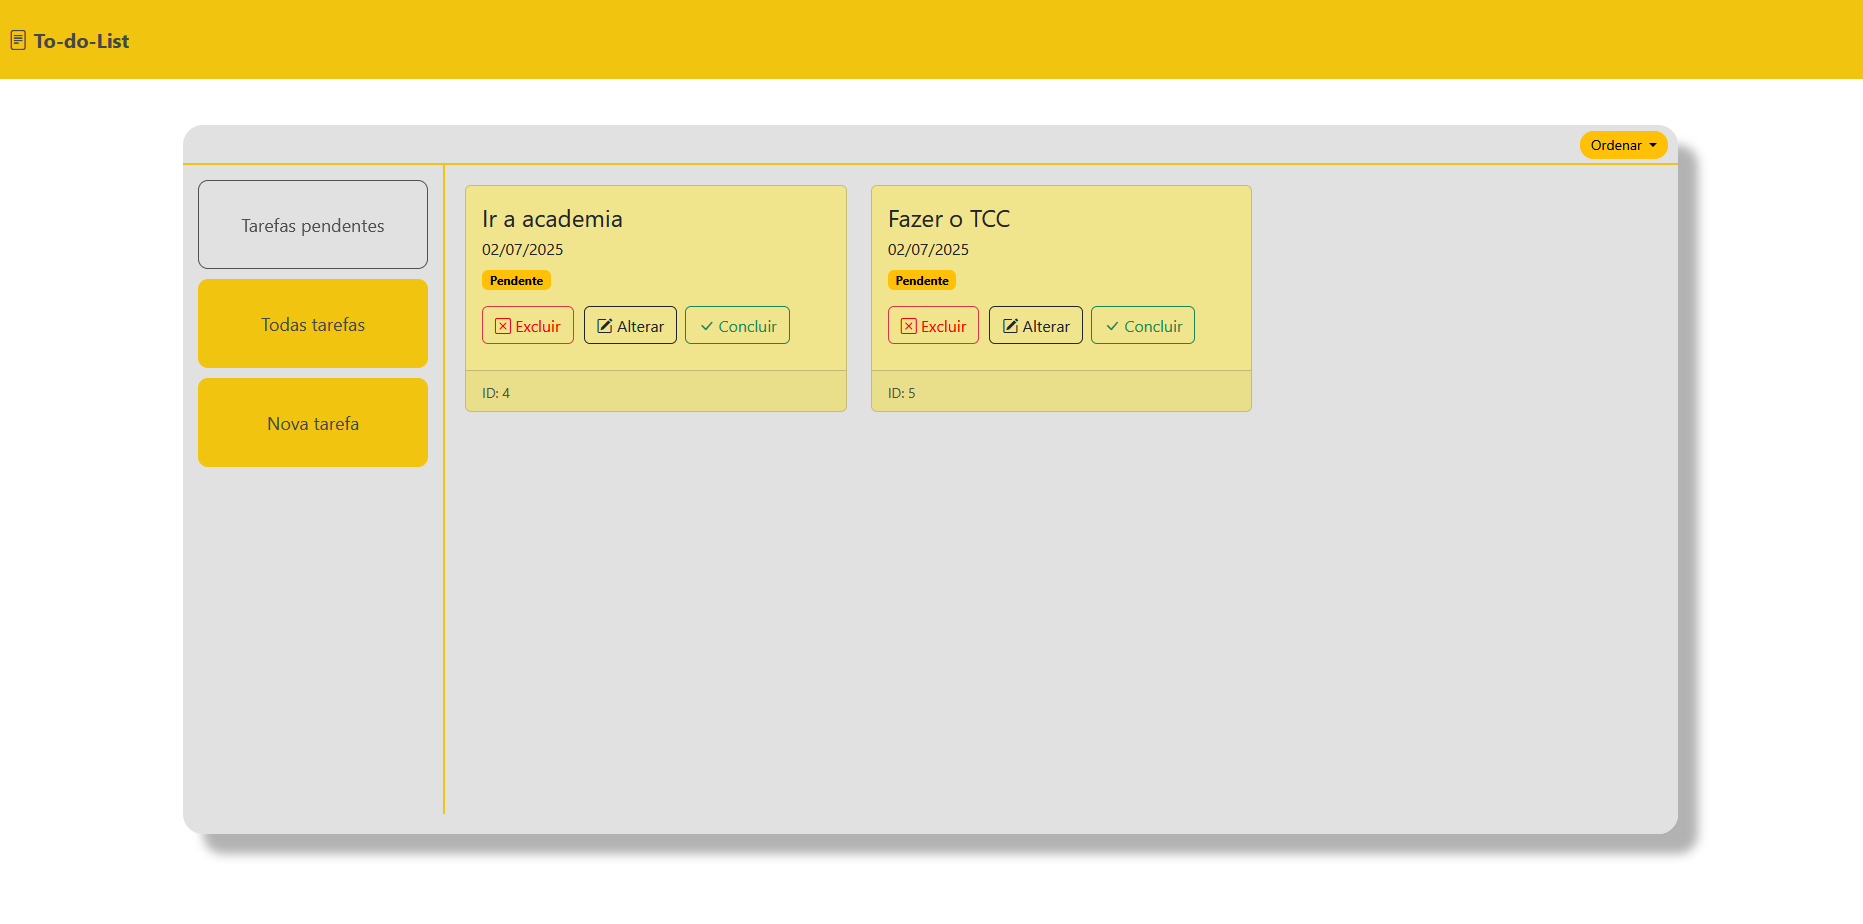 To-do-List
Ordenar
Tarefas pendentes
Todas tarefas
Nova tarefa
Ir a academia
02/07/2025
Pendente
Excluir Alterar Concluir
ID: 4
Fazer o TCC
02/07/2025
Pendente
Excluir Alterar Concluir
ID: 5